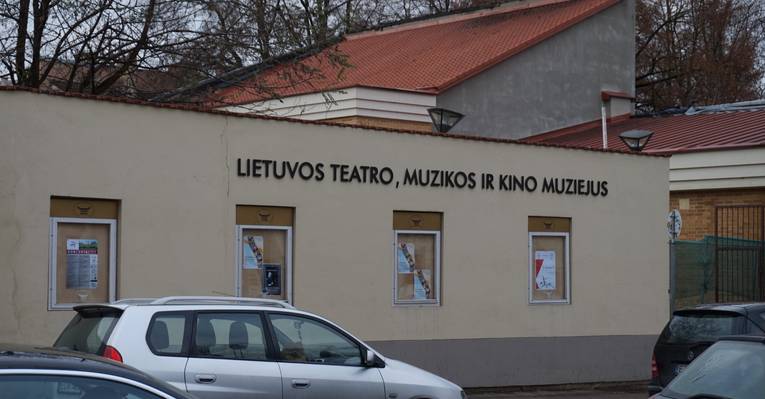 LIETUVOS TEATRO, MUZIKOS IR KINO MUZIEJUS